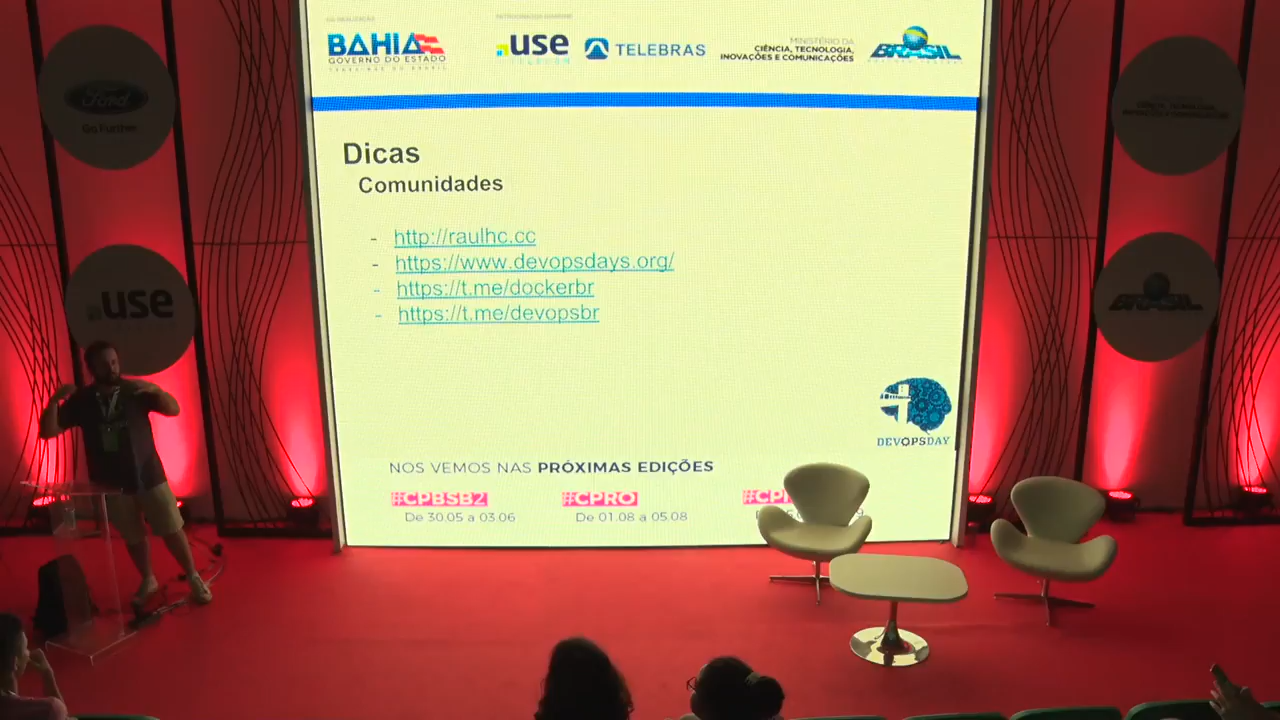 BAHIA
GOVERNO DO ESTADO
USE
TELECOM
TELEBRAS
MINISTÉRIO DA
CIÊNCIA, TECNOLOGIA,
INOVAÇÕES E COMUNICAÇÕES
BRASIL
Ford
Go Further
USE
BRASIL
Dicas
Comunidades
- http://raulhc.cc
- https://www.devopsdays.org/
- https://t.me/dockerbr
- https://t.me/devopsbr
DEVOPSDAY
NOS VEMOS NAS PRÓXIMAS EDIÇÕES
#CPBSB2
De 30.05 a 03.06
#CPRO
De 01.08 a 05.08